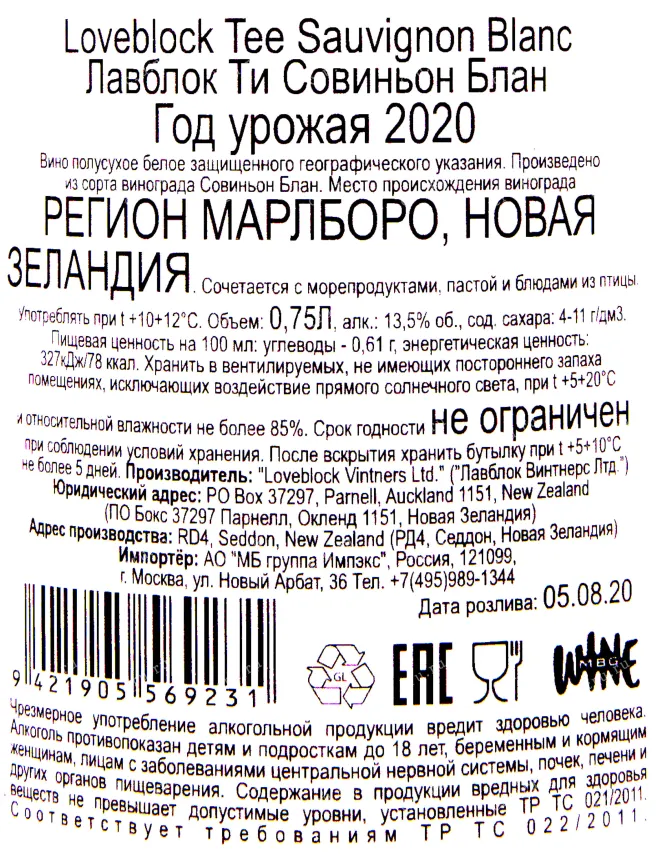 Loveblock Tee Sauvignon Blanc
Лавблок Ти Совиньон Блан
Год урожая 2020
Вино полусухое белое защищенного географического указания. Произведено
из сорта винограда Совиньон Блан. Место происхождения винограда
РЕГИОН МАРЛБОРО, НОВАЯ
ЗЕЛАНДИЯ. Сочетается с морепродуктами, пастой и блюдами из птицы.
Употреблять при t +10+12°С. Объем: 0,75Л, алк.: 13,5% об., сод. сахара: 4-11 г/дм3.
Пищевая ценность на 100 мл: углеводы - 0,61 г, энергетическая ценность:
327кДж/78 ккал. Хранить в вентилируемых, не имеющих постороннего запаха
помещениях, исключающих воздействие прямого солнечного света, при t +5+20°С
и относительной влажности не более 85%. Срок годности не ограничен
при соблюдении условий хранения. После вскрытия хранить бутылку при t +5+10°С
не более 5 дней. Производитель: "Loveblock Vintners Ltd." ("Лавблок Винтнерс Лтд.")
Юридический адрес: PO Box 37297, Parnell, Auckland 1151, New Zealand
(ПО Бокс 37297 Парнелл, Окленд 1151, Новая Зеландия)
Адрес производства: RD4, Seddon, New Zealand (РД4, Седдон, Новая Зеландия)
Импортёр: АО "МБ группа Импэкс", Россия, 121099,
г. Москва, ул. Новый Арбат, 36 Тел. +7(495)989-1344
Дата розлива: 05.08.20
9 421905 569231
GL
EAC
WINE
MBG
Чрезмерное употребление алкогольной продукции вредит здоровью человека.
Алкоголь противопоказан детям и подросткам до 18 лет, беременным и кормящим
женщинам, лицам с заболеваниями центральной нервной системы, почек, печени и
других органов пищеварения. Содержание в продукции вредных для здоровья
веществ не превышает допустимые уровни, установленные ТР ТС 021/2011.
Соответствует требованиям ТР ТС 022/2011.